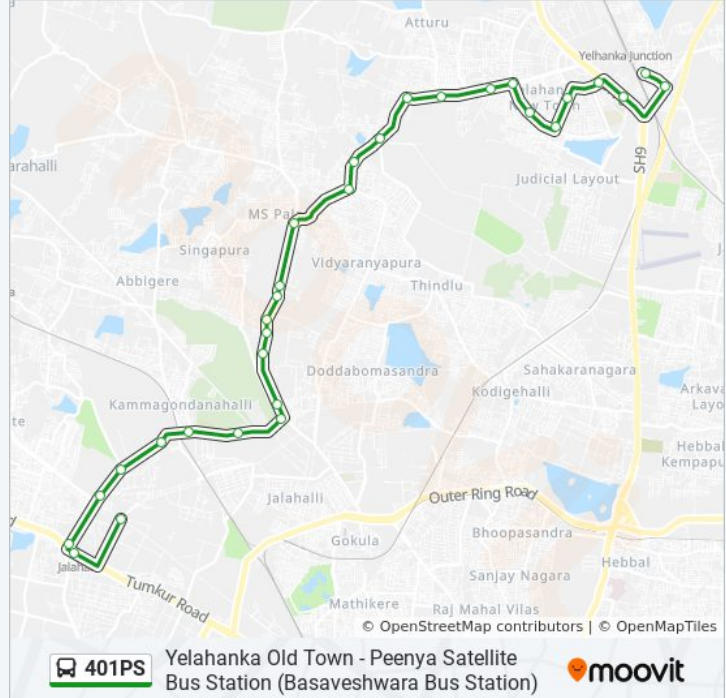 Atturu
Yelhanka Junction
New Town
arahalli
SH9
Judicial Layout
MS Pal
Singapura
Vidyaranyapura
Abbigere
Thindlu
Doddabomasandra
Sahakaranagara
Kodigehalli
Arkava
Layo
Kammagondanahalli
te
Hebbal
Kempapu
Jalahalli
Outer Ring Road
Bhoopasandra
Gokula
Hebbal
Jalaha
Sanjay Nagara
Tumkur Road
Mathikere
Raj Mahal Vilas
© OpenStreetMap contributors | © OpenMapTiles
401PS
Yelahanka Old Town - Peenya Satellite
Bus Station (Basaveshwara Bus Station)
moovit